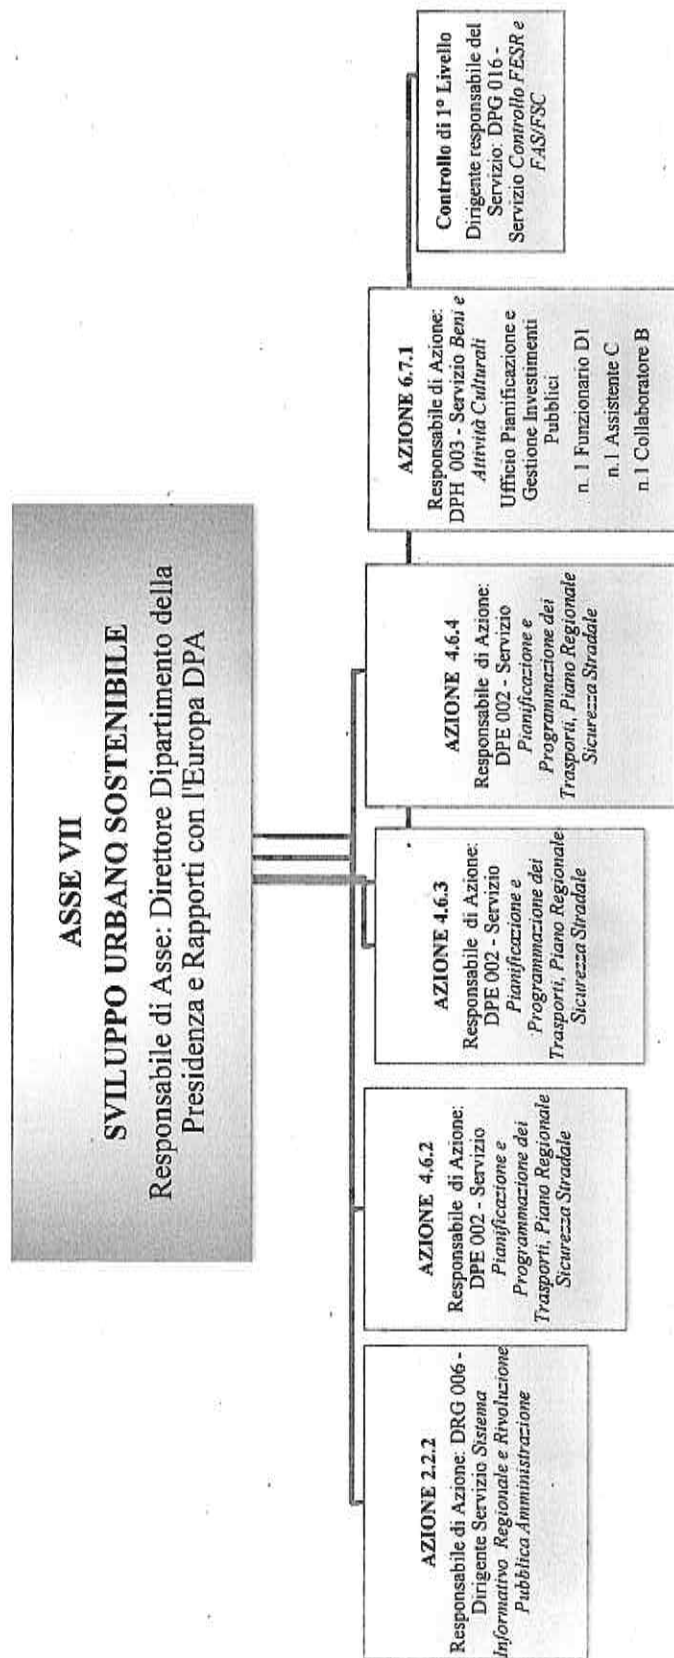 ASSE VII
SVILUPPO URBANO SOSTENIBILE
Responsabile di Asse: Direttore Dipartimento della
Presidenza e Rapporti con l'Europa DPA
AZIONE 2.2.2
Responsabile di Azione: DRG 006 -
Dirigente Servizio Sistema
Informativo Regionale e Rivoluzione
Pubblica Amministrazione
AZIONE 4.6.2
Responsabile di Azione:
DPE 002 - Servizio
Pianificazione e
Programmazione dei
Trasporti, Piano Regionale
Sicurezza Stradale
AZIONE 4.6.3
Responsabile di Azione:
DPE 002 - Servizio
Pianificazione e
Programmazione dei
Trasporti, Piano Regionale
Sicurezza Stradale
AZIONE 4.6.4
Responsabile di Azione:
DPE 002 - Servizio
Pianificazione e
Programmazione dei
Trasporti, Piano Regionale
Sicurezza Stradale
AZIONE 6.7.1
Responsabile di Azione:
DPH 003 - Servizio Beni e
Attività Culturali
Ufficio Pianificazione e
Gestione Investimenti
Pubblici
n. 1 Funzionario D1
n.1 Assistente C
n.1 Collaboratore B
Controllo di 1º Livello
Dirigente responsabile del
Servizio: DPG 016 -
Servizio Controllo FESR e
FAS/FSC